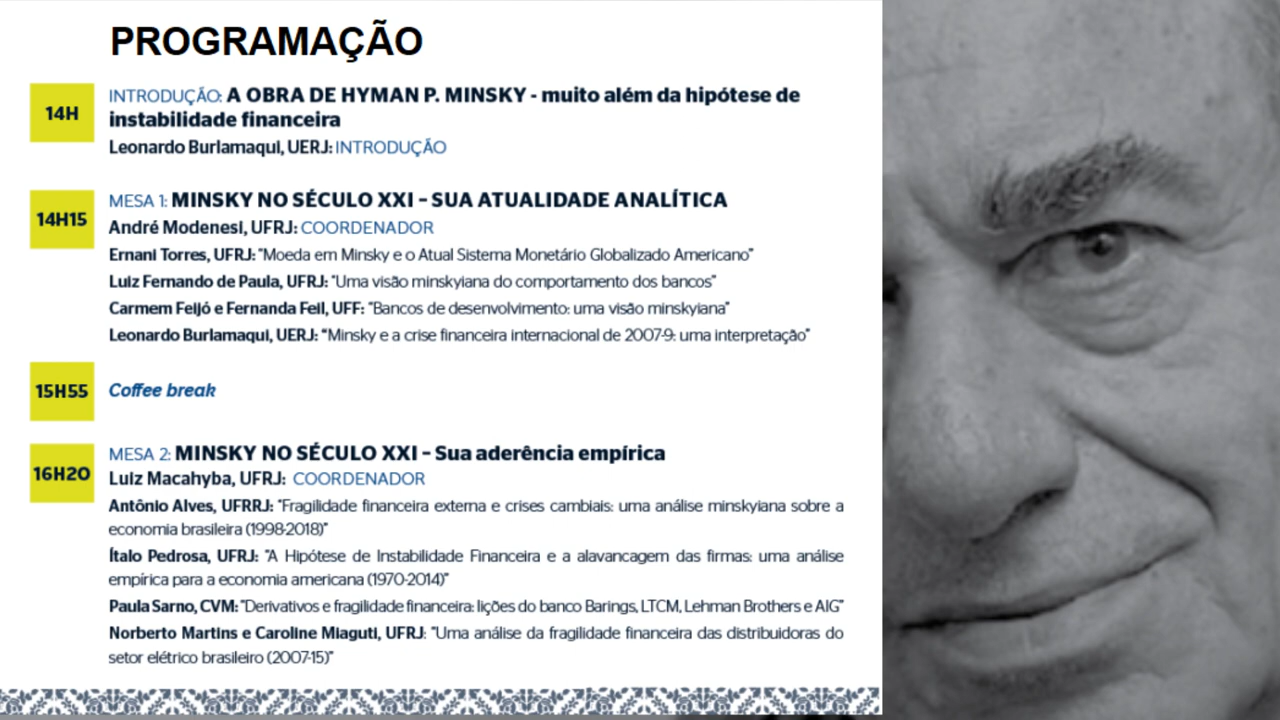 PROGRAMAÇÃO
14H
INTRODUÇÃO: A OBRA DE HYMAN P. MINSKY - muito além da hipótese de
instabilidade financeira
Leonardo Burlamaqui, UERJ: INTRODUÇÃO
14H15
MESA 1: MINSKY NO SÉCULO XXI – SUA ATUALIDADE ANALÍTICA
André Modenesi, UFRJ: COORDENADOR
Ernani Torres, UFRJ: "Moeda em Minsky e o Atual Sistema Monetário Globalizado Americano"
Luiz Fernando de Paula, UFRJ: "Uma visão minskyiana do comportamento dos bancos"
Carmem Feijó e Fernanda Feil, UFF: "Bancos de desenvolvimento: uma visão minskyiana"
Leonardo Burlamaqui, UERJ: "Minsky e a crise financeira internacional de 2007-9: uma interpretação"
15H55
Coffee break
16H20
MESA 2: MINSKY NO SÉCULO XXI – Sua aderência empírica
Luiz Macahyba, UFRJ: COORDENADOR
Antônio Alves, UFRRJ: "Fragilidade financeira externa e crises cambiais: uma análise minskyiana sobre a
economia brasileira (1998-2018)"
Ítalo Pedrosa, UFRJ: "A Hipótese de Instabilidade Financeira e a alavancagem das firmas: uma análise
empírica para a economia americana (1970-2014)"
Paula Sarno, CVM: "Derivativos e fragilidade financeira: lições do banco Barings, LTCM, Lehman Brothers e AIG"
Norberto Martins e Caroline Miaguti, UFRJ: "Uma análise da fragilidade financeira das distribuidoras do
setor elétrico brasileiro (2007-15)"